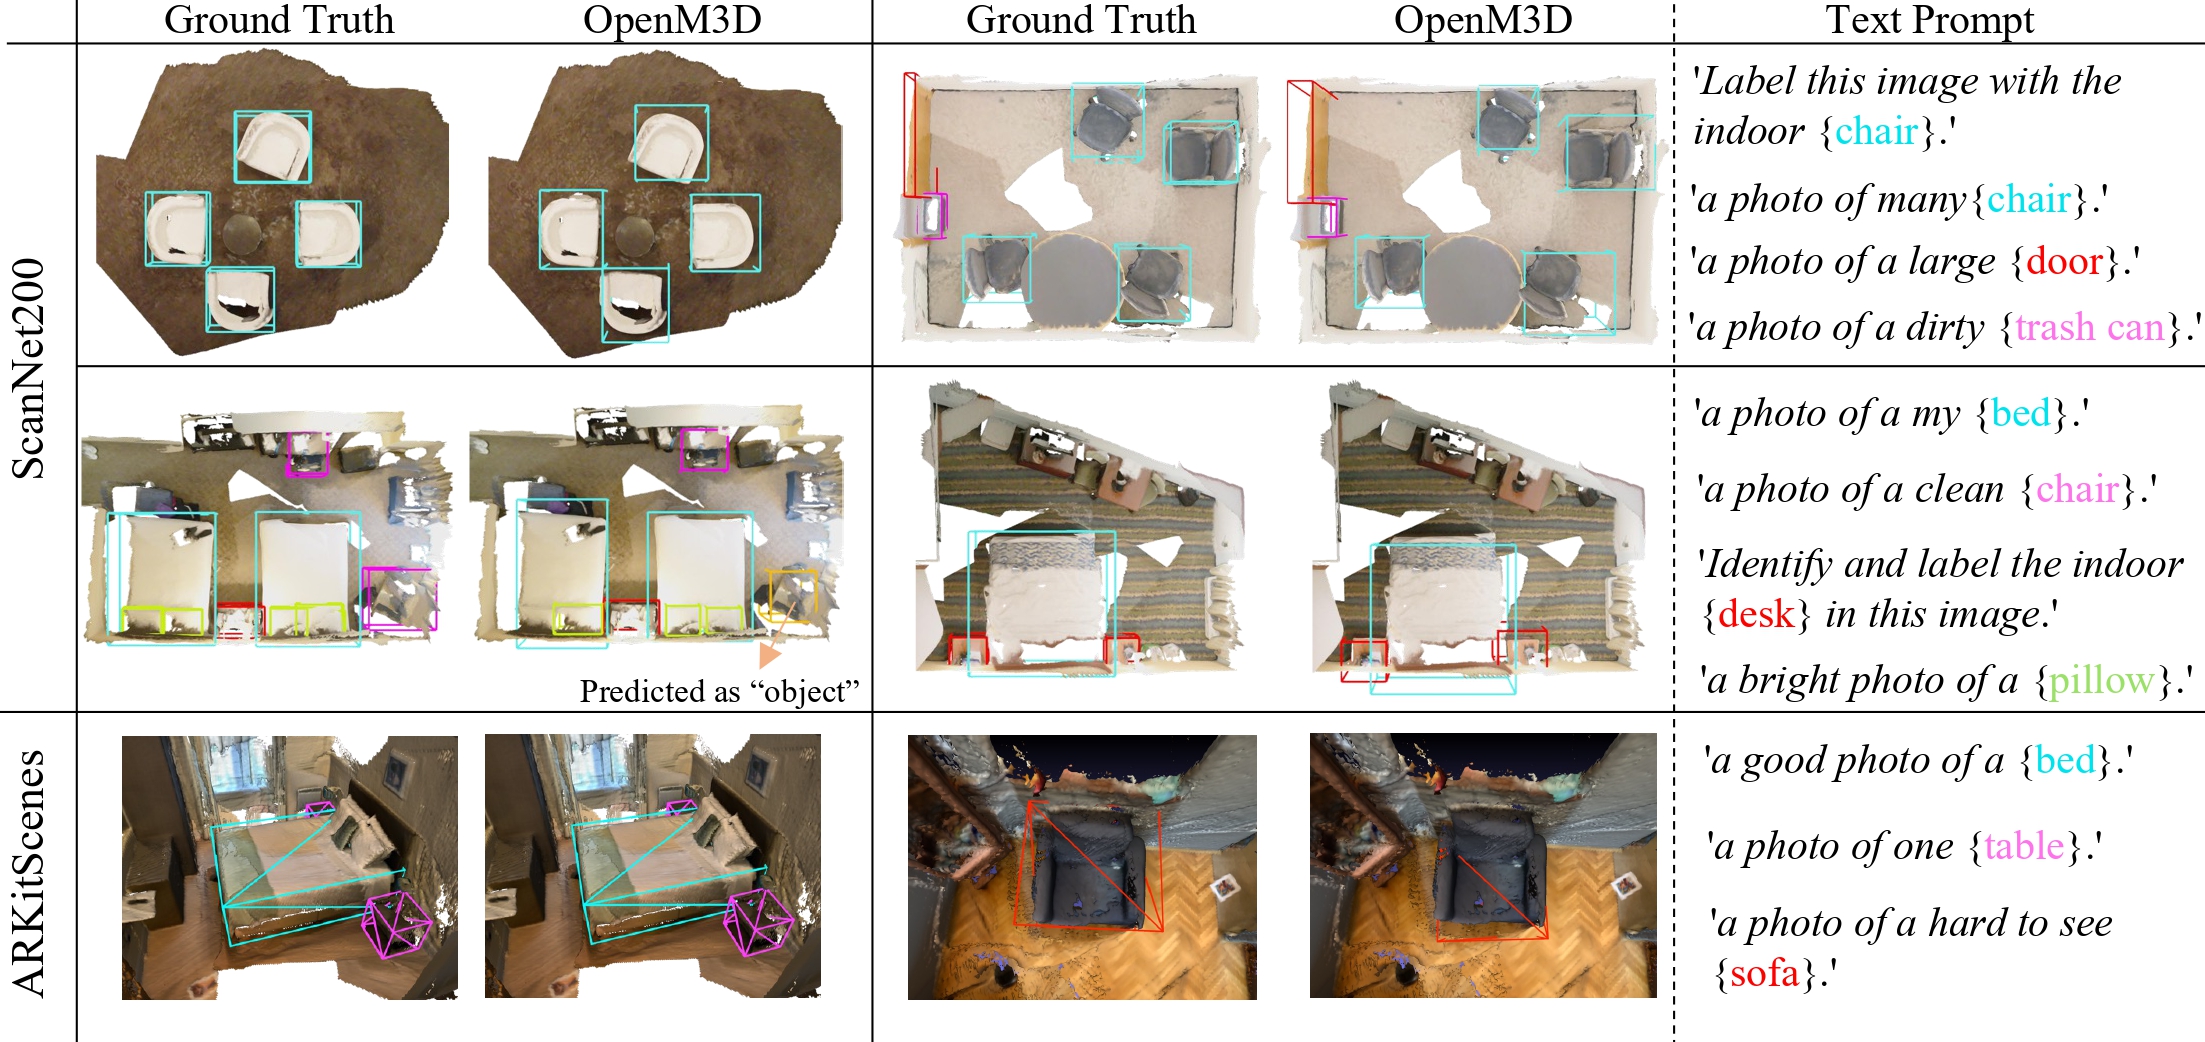 Ground Truth
OpenM3D
Ground Truth
OpenM3D
Text Prompt
ScanNet200
'Label this image with the
indoor {chair}.'
'a photo of many{chair}.'
'a photo of a large {door}.'
'a photo of a dirty {trash can}.'
Predicted as “object”
'a photo of a my {bed}.'
'a photo of a clean {chair}.'
'Identify and label the indoor
{desk} in this image.'
'a bright photo of a {pillow}.'
ARKitScenes
'a good photo of a {bed}.'
'a photo of one {table}.'
'a photo of a hard to see
{sofa}.'